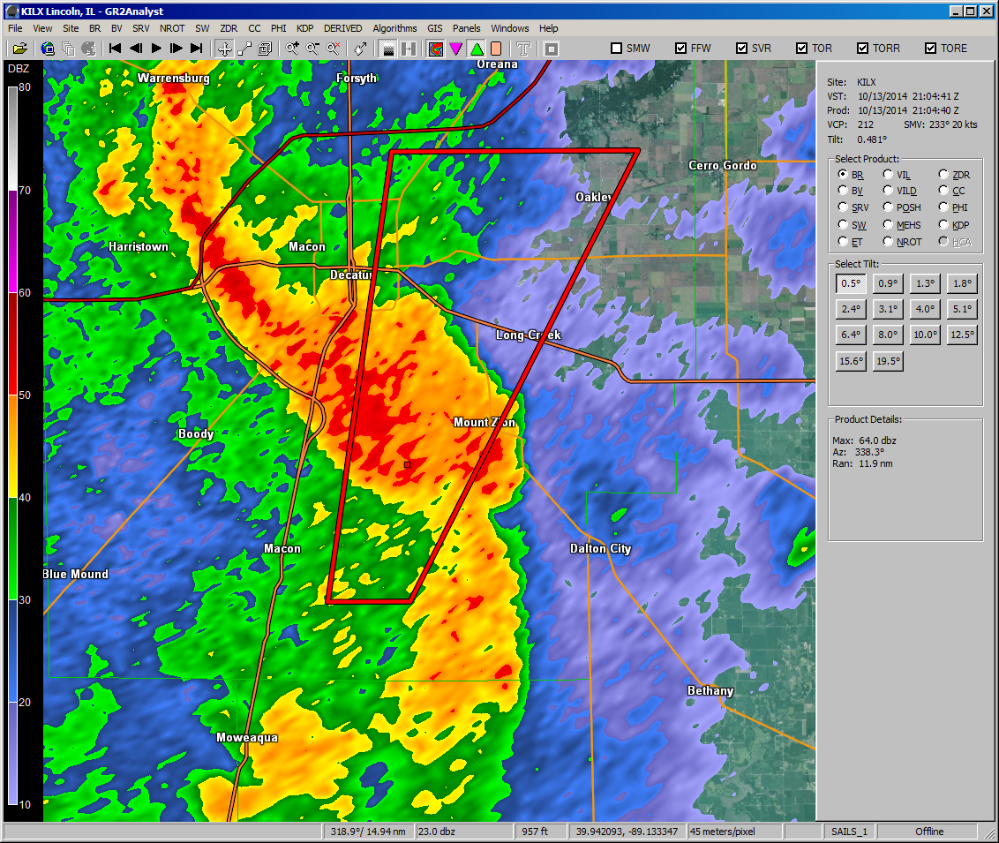 KILX Lincoln, IL - GR2Analyst
File View Site BR BV SRV NROT SW ZDR CC PHI KDP DERIVED Algorithms GIS Panels Windows Help
SMW FFW SVR TOR TORR TORE
DBZ
80
70
60
50
40
30
20
10
Oreana
Warrensburg
Forsyth
Cerro Gordo
Oakley
Harristown
Macon
Decatur
Long Creek
Mount Zion
Boody
Macon
Dalton City
Blue Mound
Bethany
Moweaqua
Site: KILX
VST: 10/13/2014 21:04:41 Z
Prod: 10/13/2014 21:04:40 Z
VCP: 212 SMV: 233° 20 kts
Tilt: 0.481°
Select Product:
BR VIL ZDR
BV VILD CC
SRV POSH PHI
SW MEHS KDP
ET NROT HCA
Select Tilt:
0.5° 0.9° 1.3° 1.8°
2.4° 3.1° 4.0° 5.1°
6.4° 8.0° 10.0° 12.5°
15.6° 19.5°
Product Details:
Max: 64.0 dbz
Az: 338.3°
Ran: 11.9 nm
318.9°/ 14.94 nm 23.0 dbz 957 ft 39.942093, -89.133347 45 meters/pixel SAILS_1 Offline